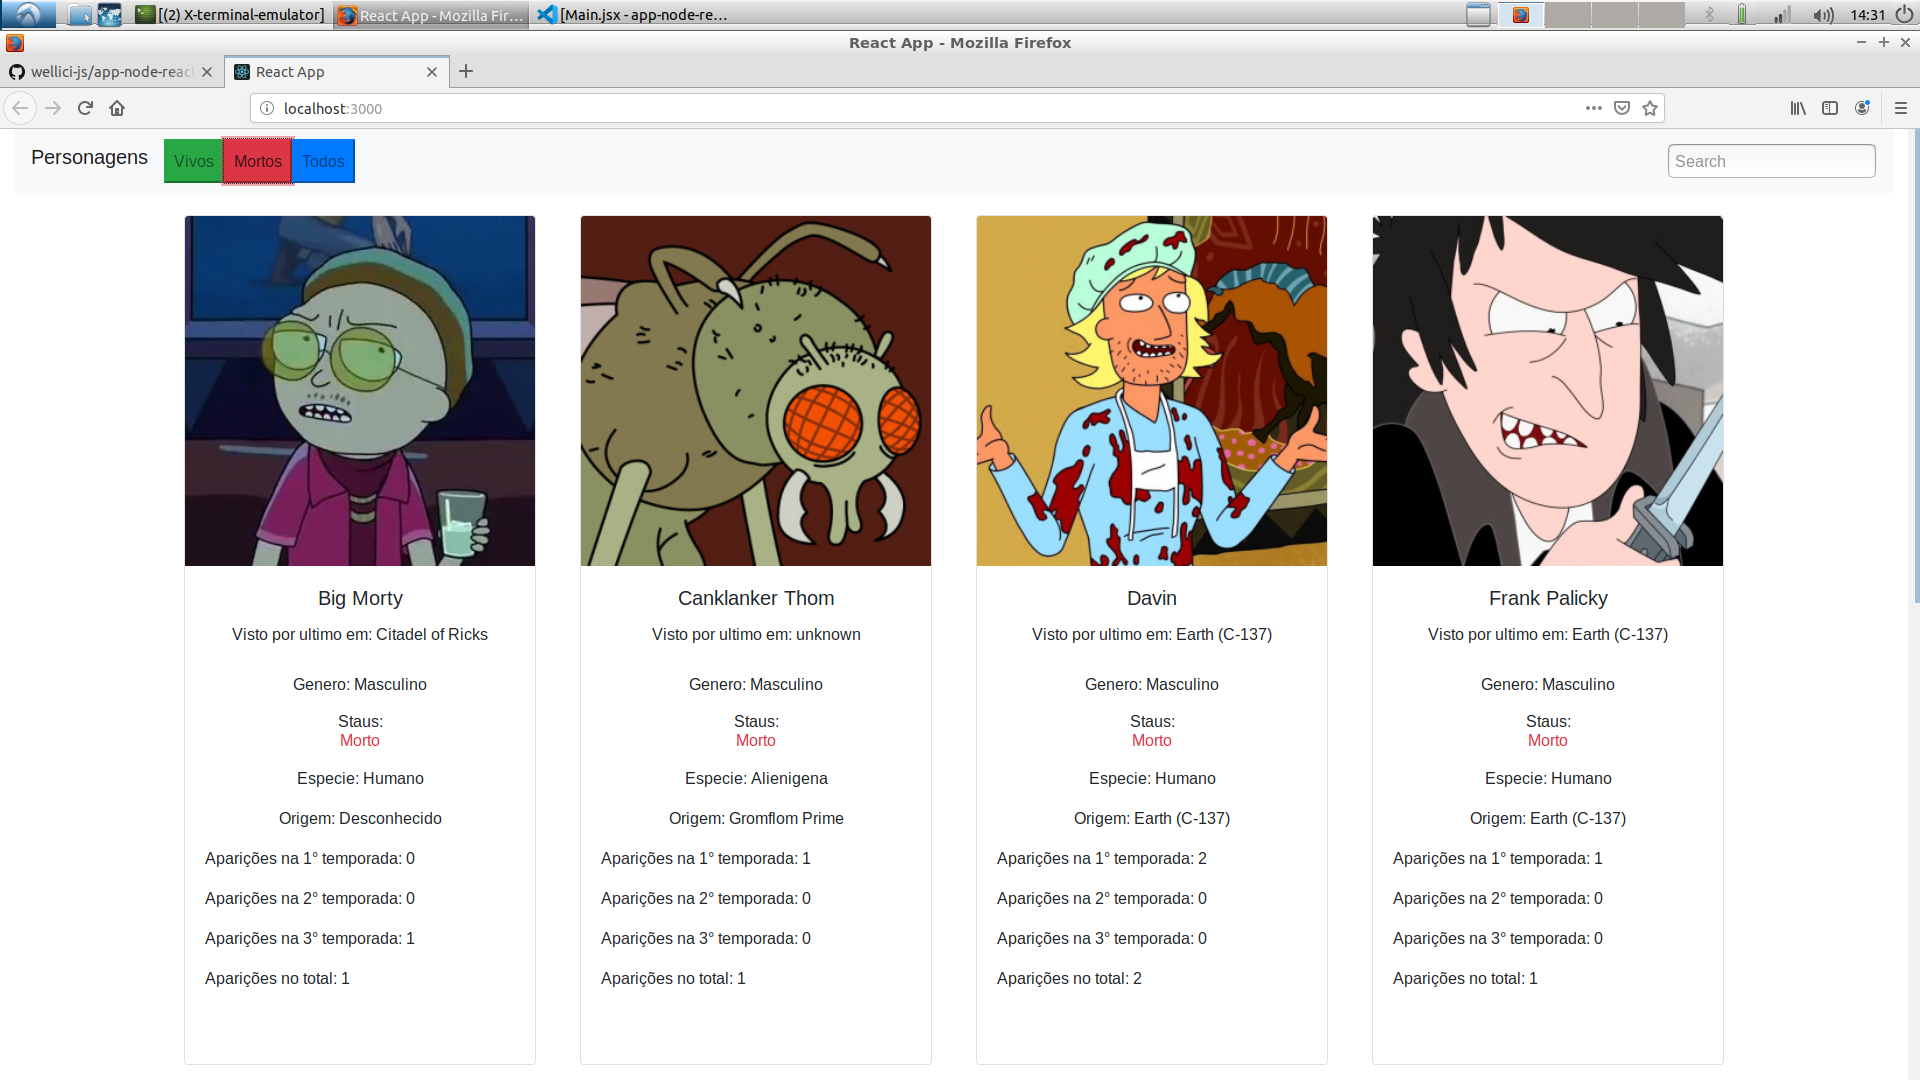 [(2) X-terminal-emulator]
React App - Mozilla Fir...
[Main.jsx - app-node-re...
14:31
React App - Mozilla Firefox
wellici-js/app-node-reac
React App
localhost:3000
Personagens
Vivos
Mortos
Todos
Search
Big Morty
Visto por ultimo em: Citadel of Ricks
Genero: Masculino
Staus:
Morto
Especie: Humano
Origem: Desconhecido
Aparições na 1° temporada: 0
Aparições na 2° temporada: 0
Aparições na 3° temporada: 1
Aparições no total: 1
Canklanker Thom
Visto por ultimo em: unknown
Genero: Masculino
Staus:
Morto
Especie: Alienigena
Origem: Gromflom Prime
Aparições na 1° temporada: 1
Aparições na 2° temporada: 0
Aparições na 3° temporada: 0
Aparições no total: 1
Davin
Visto por ultimo em: Earth (C-137)
Genero: Masculino
Staus:
Morto
Especie: Humano
Origem: Earth (C-137)
Aparições na 1° temporada: 2
Aparições na 2° temporada: 0
Aparições na 3° temporada: 0
Aparições no total: 2
Frank Palicky
Visto por ultimo em: Earth (C-137)
Genero: Masculino
Staus:
Morto
Especie: Humano
Origem: Earth (C-137)
Aparições na 1° temporada: 1
Aparições na 2° temporada: 0
Aparições na 3° temporada: 0
Aparições no total: 1